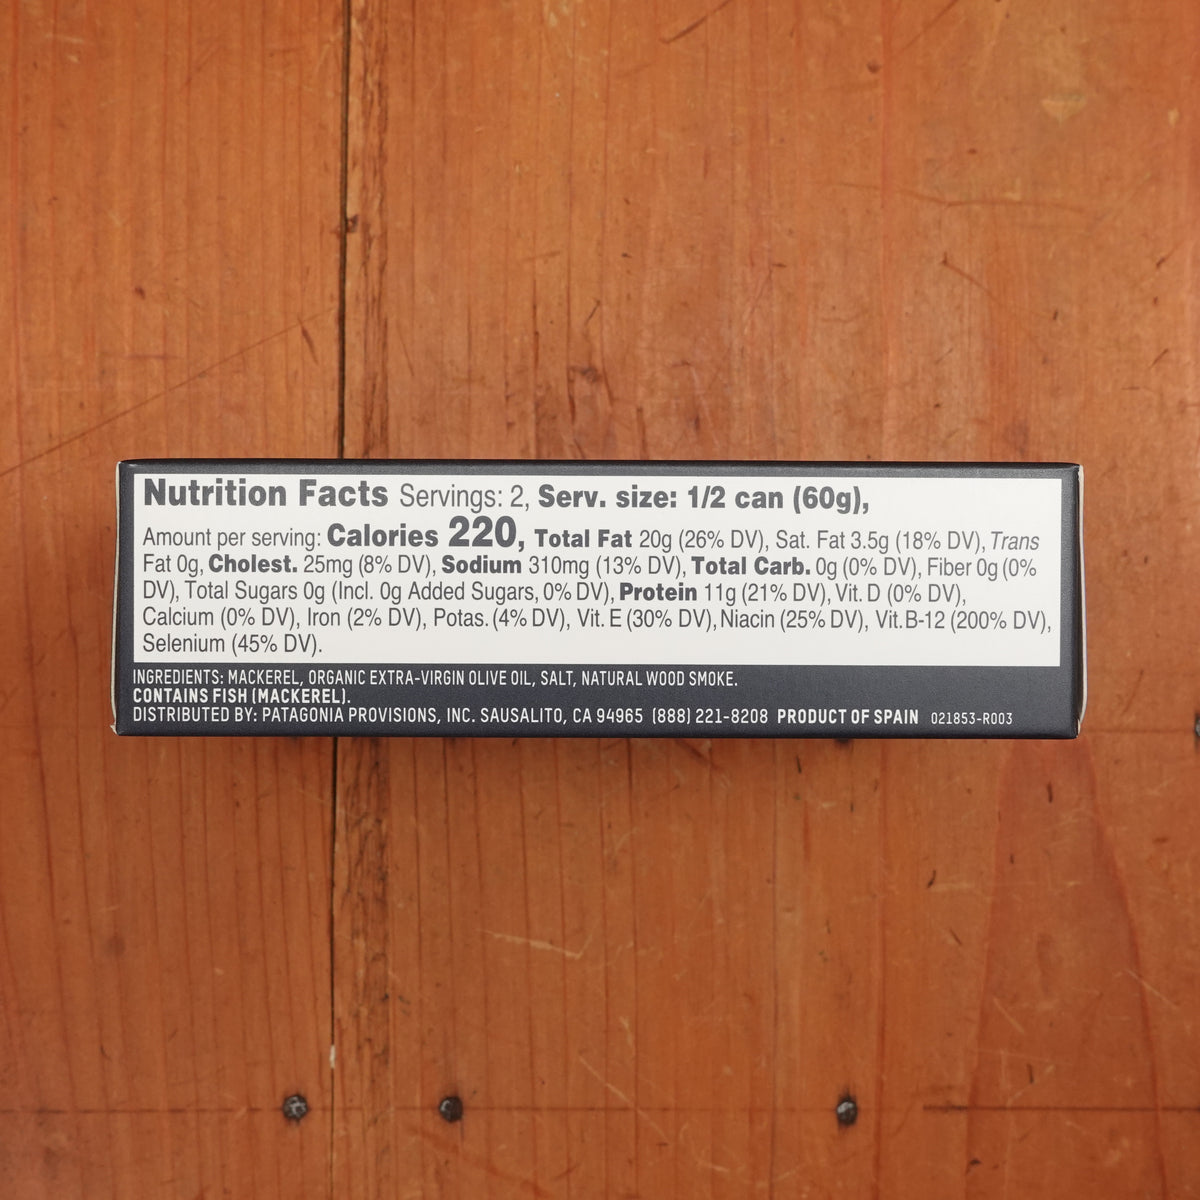 Nutrition Facts Servings: 2, Serv. size: 1/2 can (60g),
Amount per serving: Calories 220, Total Fat 20g (26% DV), Sat. Fat 3.5g (18% DV), Trans
Fat 0g, Cholest. 25mg (8% DV), Sodium 310mg (13% DV), Total Carb. 0g (0% DV), Fiber 0g (0%
DV), Total Sugars 0g (Incl. 0g Added Sugars, 0% DV), Protein 11g (21% DV), Vit. D (0% DV),
Calcium (0% DV), Iron (2% DV), Potas. (4% DV), Vit. E (30% DV), Niacin (25% DV), Vit.B-12 (200% DV),
Selenium (45% DV).
INGREDIENTS: MACKEREL, ORGANIC EXTRA-VIRGIN OLIVE OIL, SALT, NATURAL WOOD SMOKE.
CONTAINS FISH (MACKEREL).
DISTRIBUTED BY: PATAGONIA PROVISIONS, INC. SAUSALITO, CA 94965 (888) 221-8208 PRODUCT OF SPAIN 021853-R003